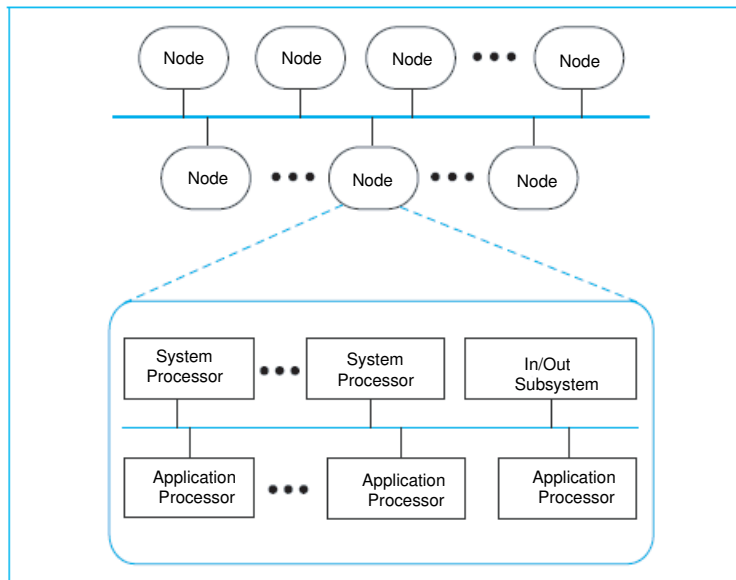 Node Node Node Node
Node Node Node
System
Processor
System
Processor
In/Out
Subsystem
Application
Processor
Application
Processor
Application
Processor